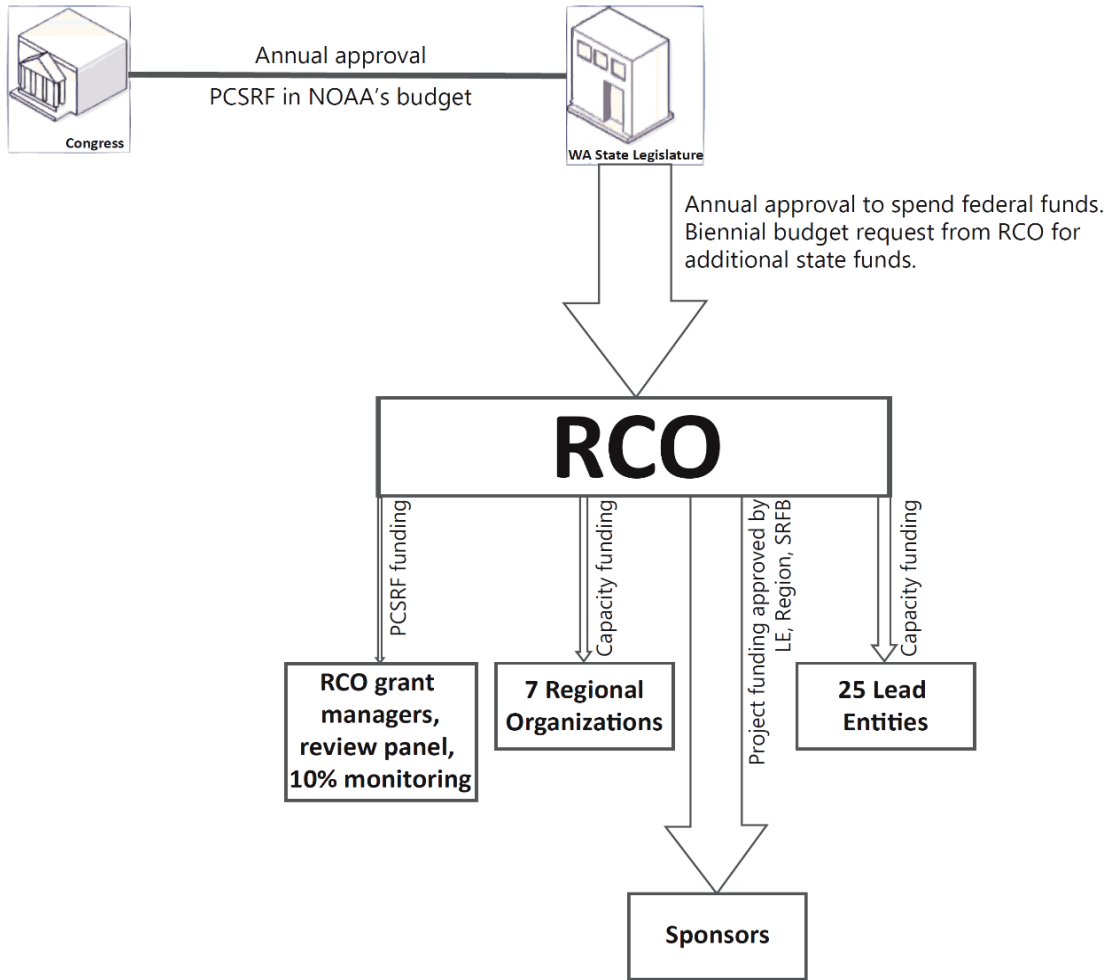 Annual approval
PCSRF in NOAA's budget
Congress
WA State Legislature
Annual approval to spend federal funds.
Biennial budget request from RCO for
additional state funds.
RCO
PCSRF funding
Capacity funding
Project funding approved by
LE, Region, SRFB
Capacity funding
RCO grant
managers,
review panel,
10% monitoring
7 Regional
Organizations
25 Lead
Entities
Sponsors